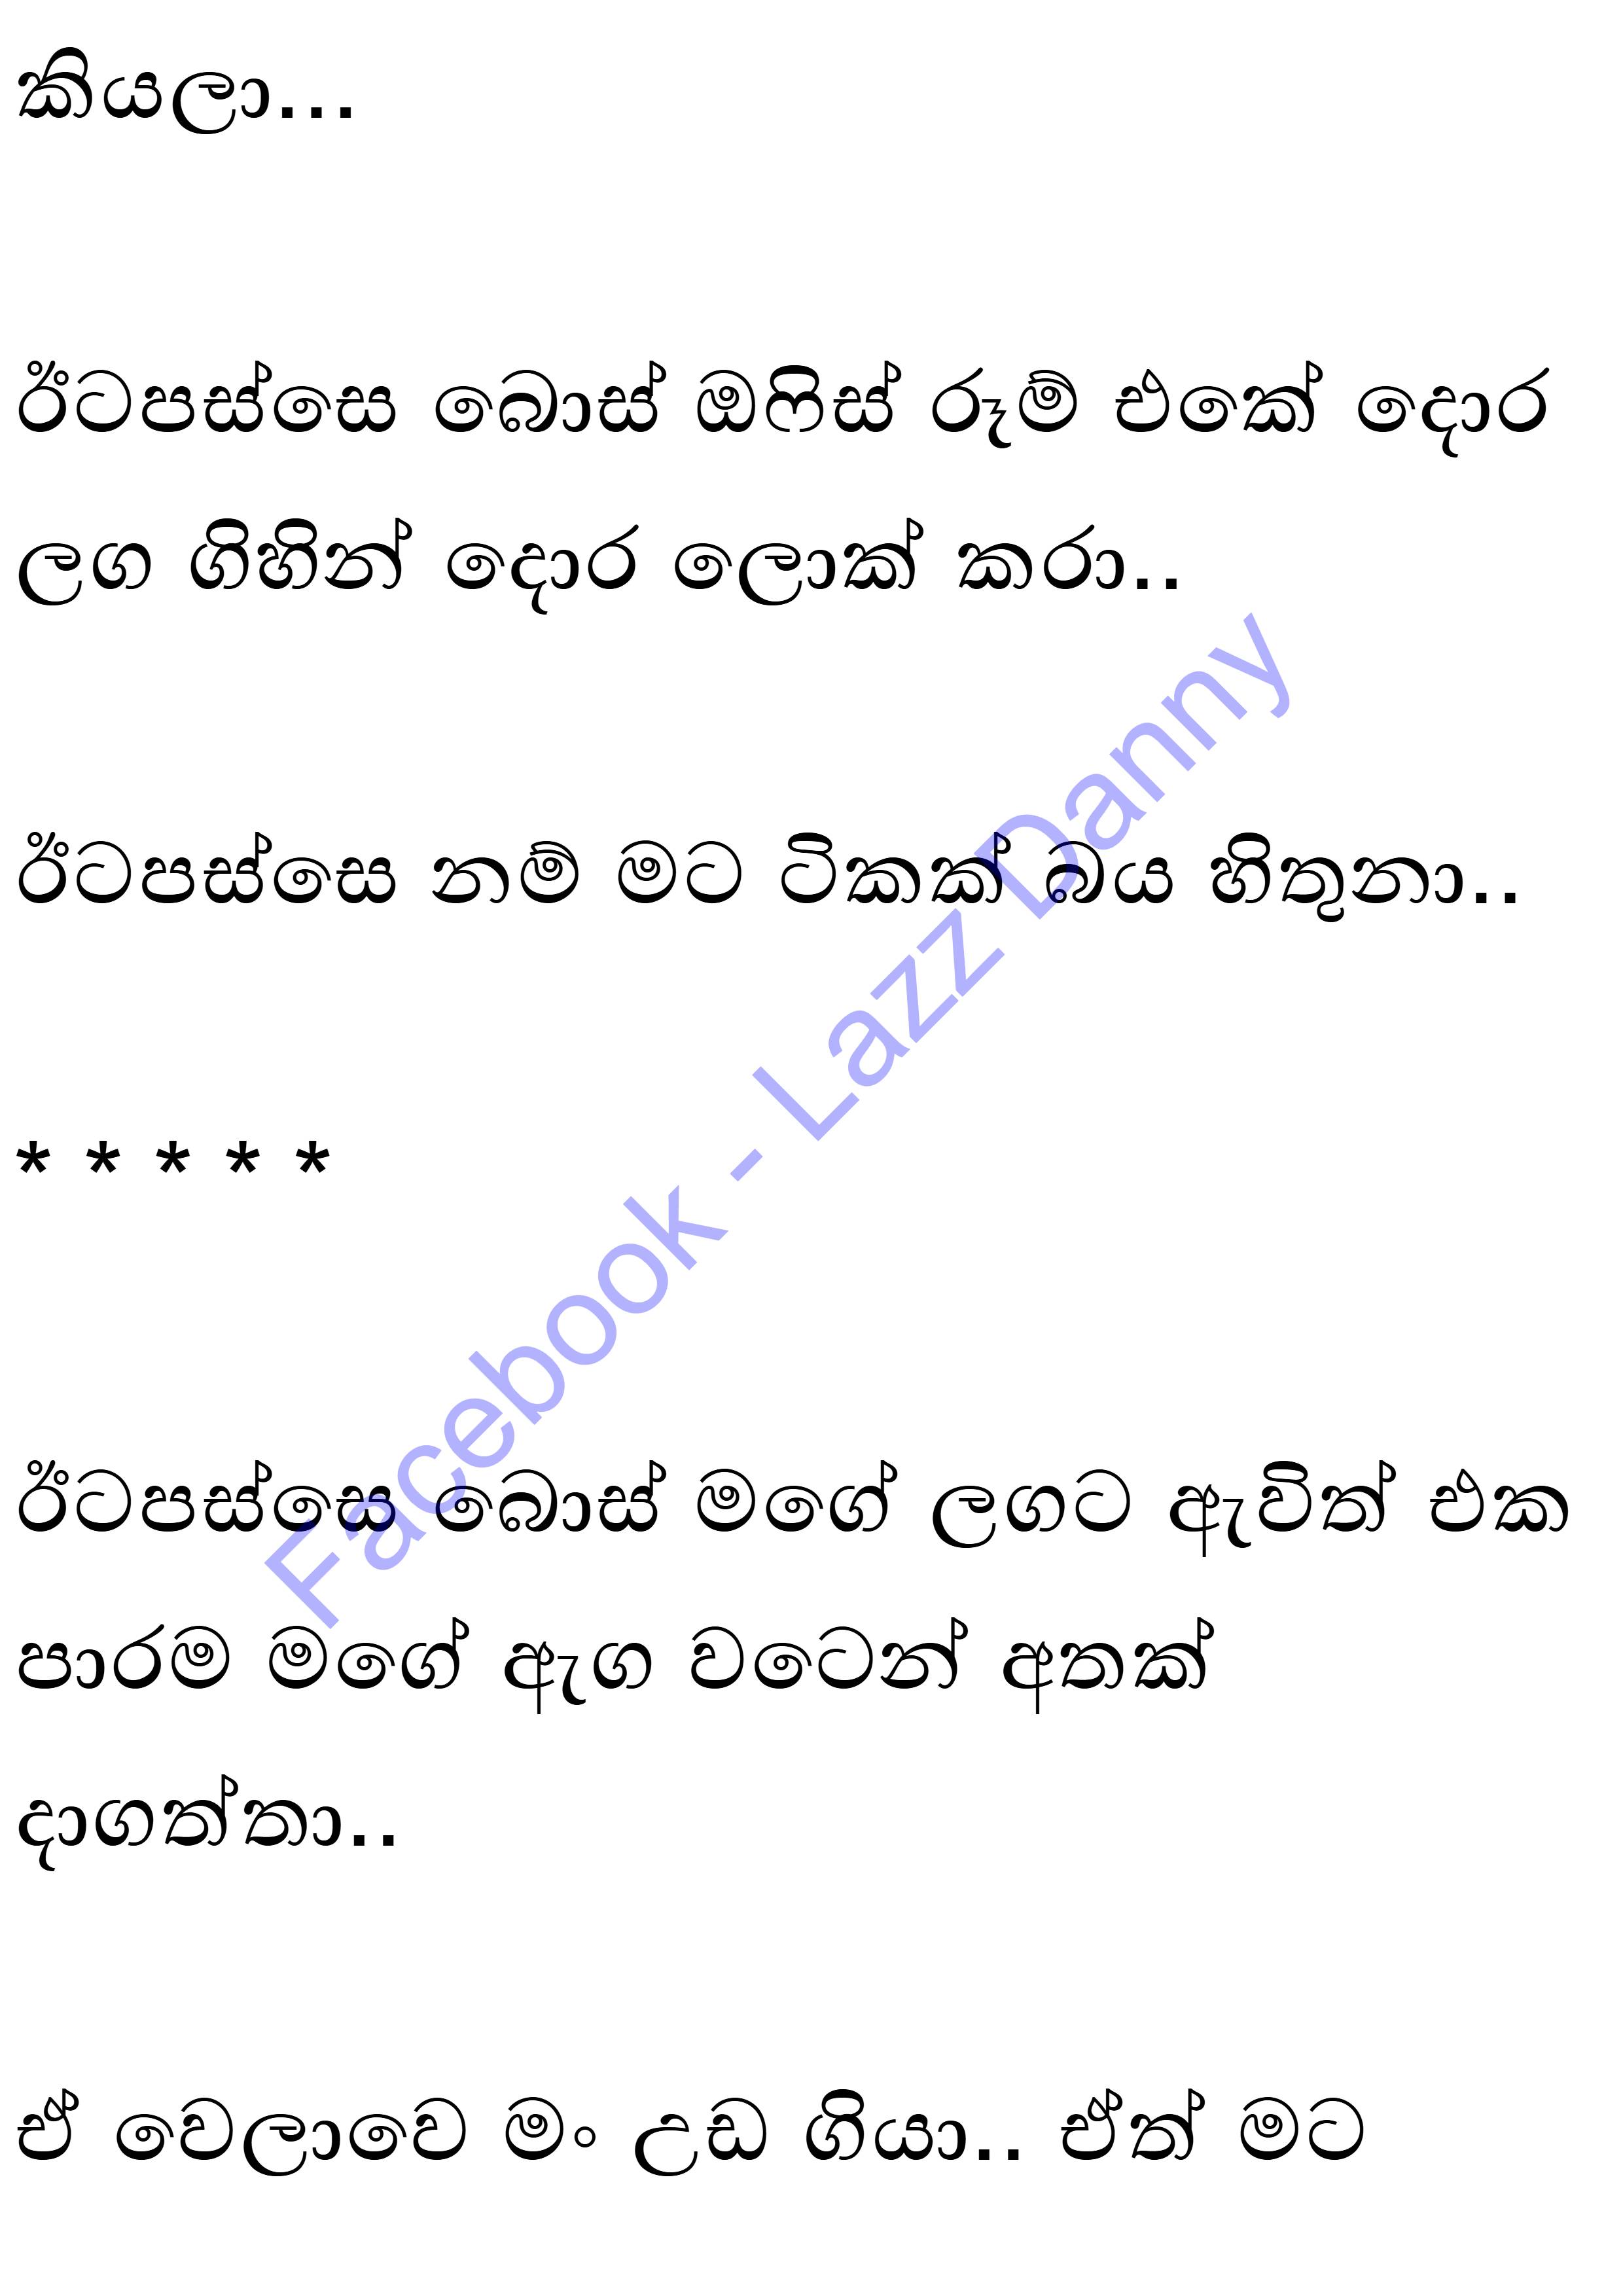 කියලා...
ඊටපස්සෙ බොස් ඔෆිස් රූම් එකේ දොර
ලග ගිහින් දොර ලොක් කරා..
ඊටපස්සෙ නම් මට ටිකක් බය හිතුනා..
* * * * *
ඊටපස්සෙ බොස් මගේ ලගට ඇවිත් එක
පාරම මගේ ඇග වටෙන් අතක්
දාගත්තා..
ඒ වෙලාවෙ මං උඩ ගියා.. ඒත් මට
Facebook - Lazz Danny